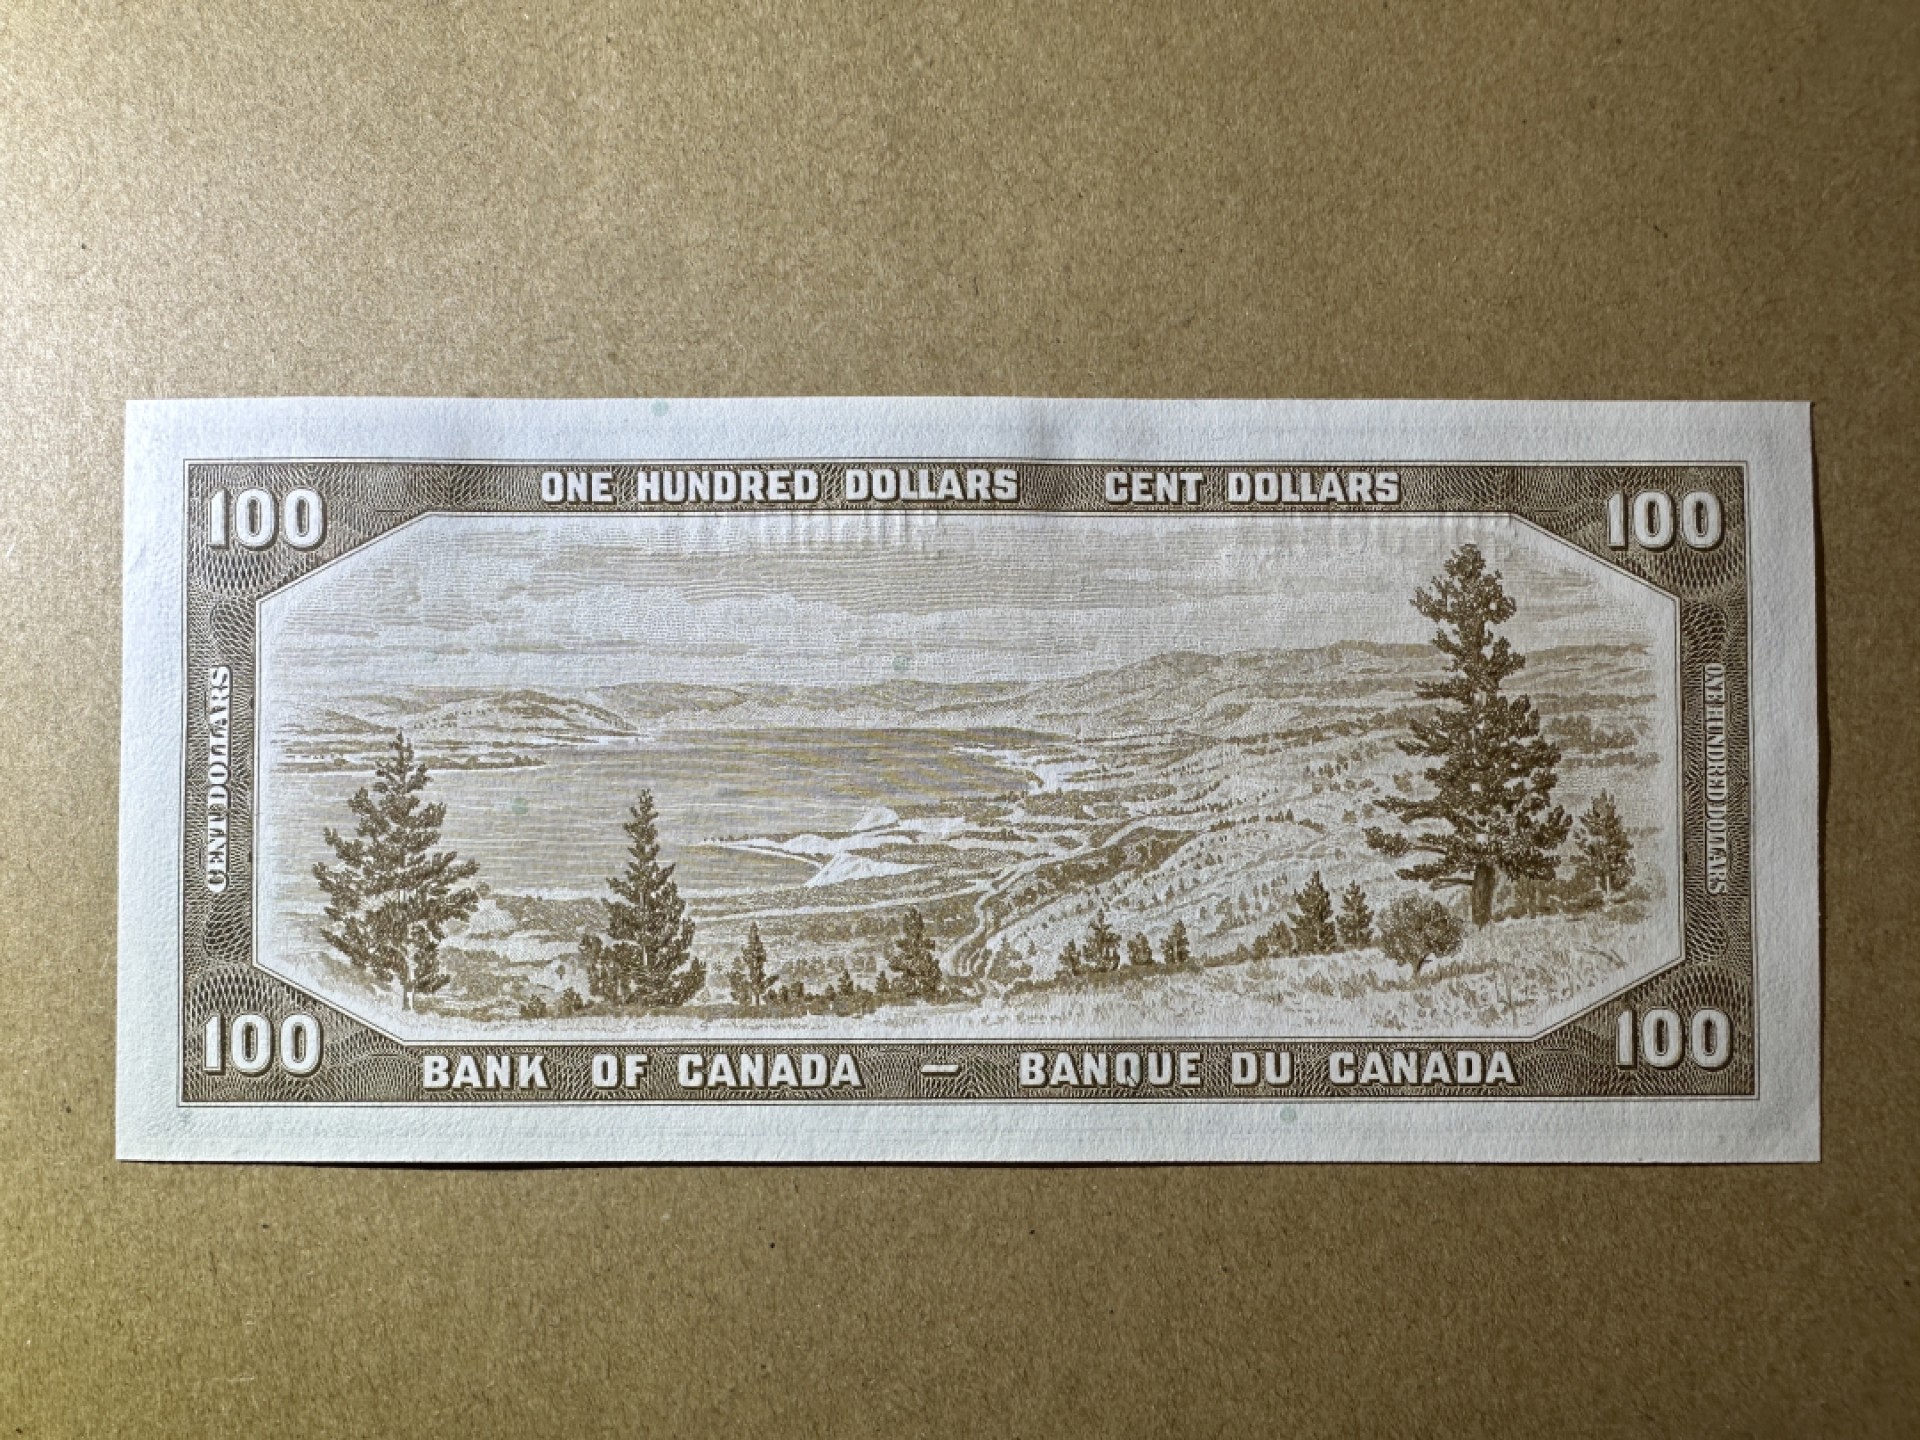 ONE HUNDRED DOLLARS CENT DOLLARS
100 100
CENT DOLLARS
ONE HUNDRED DOLLARS
100 100
BANK OF CANADA — BANQUE DU CANADA